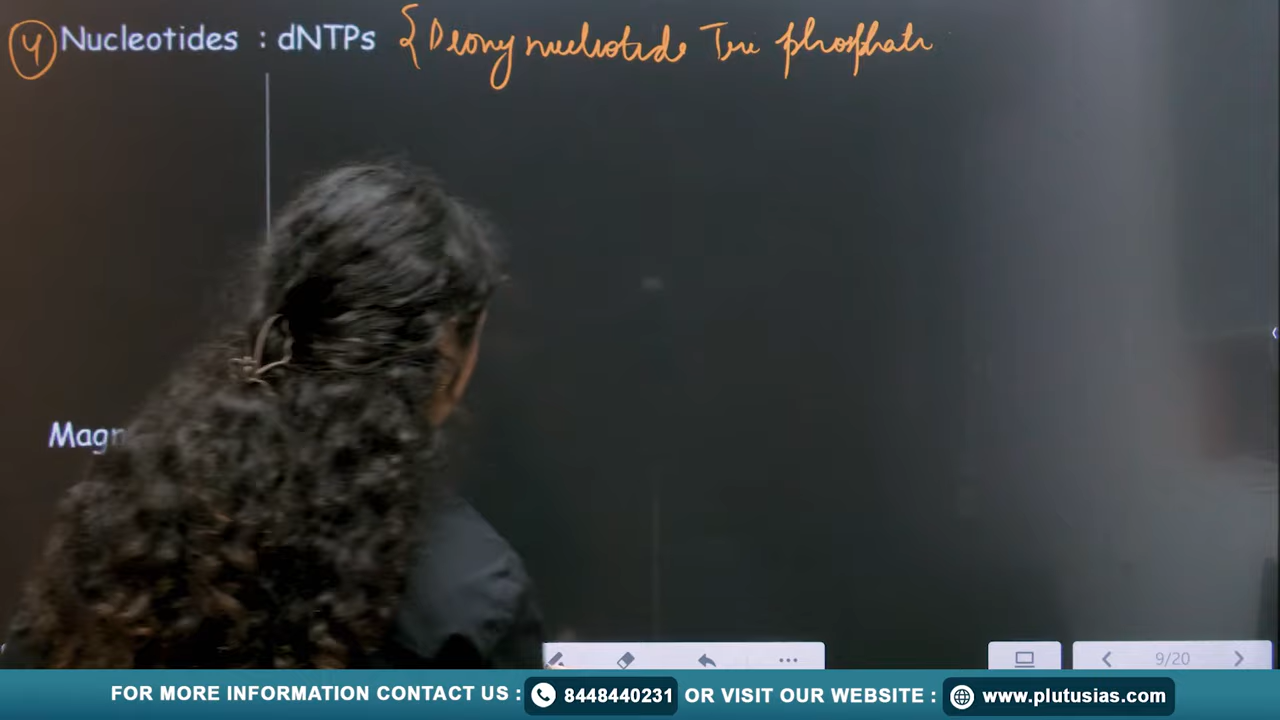 4 Nucleotides : dNTPs { Deoxy nucleotide Tri phosphate
Magn
9/20
FOR MORE INFORMATION CONTACT US : 8448440231 OR VISIT OUR WEBSITE : www.plutusias.com